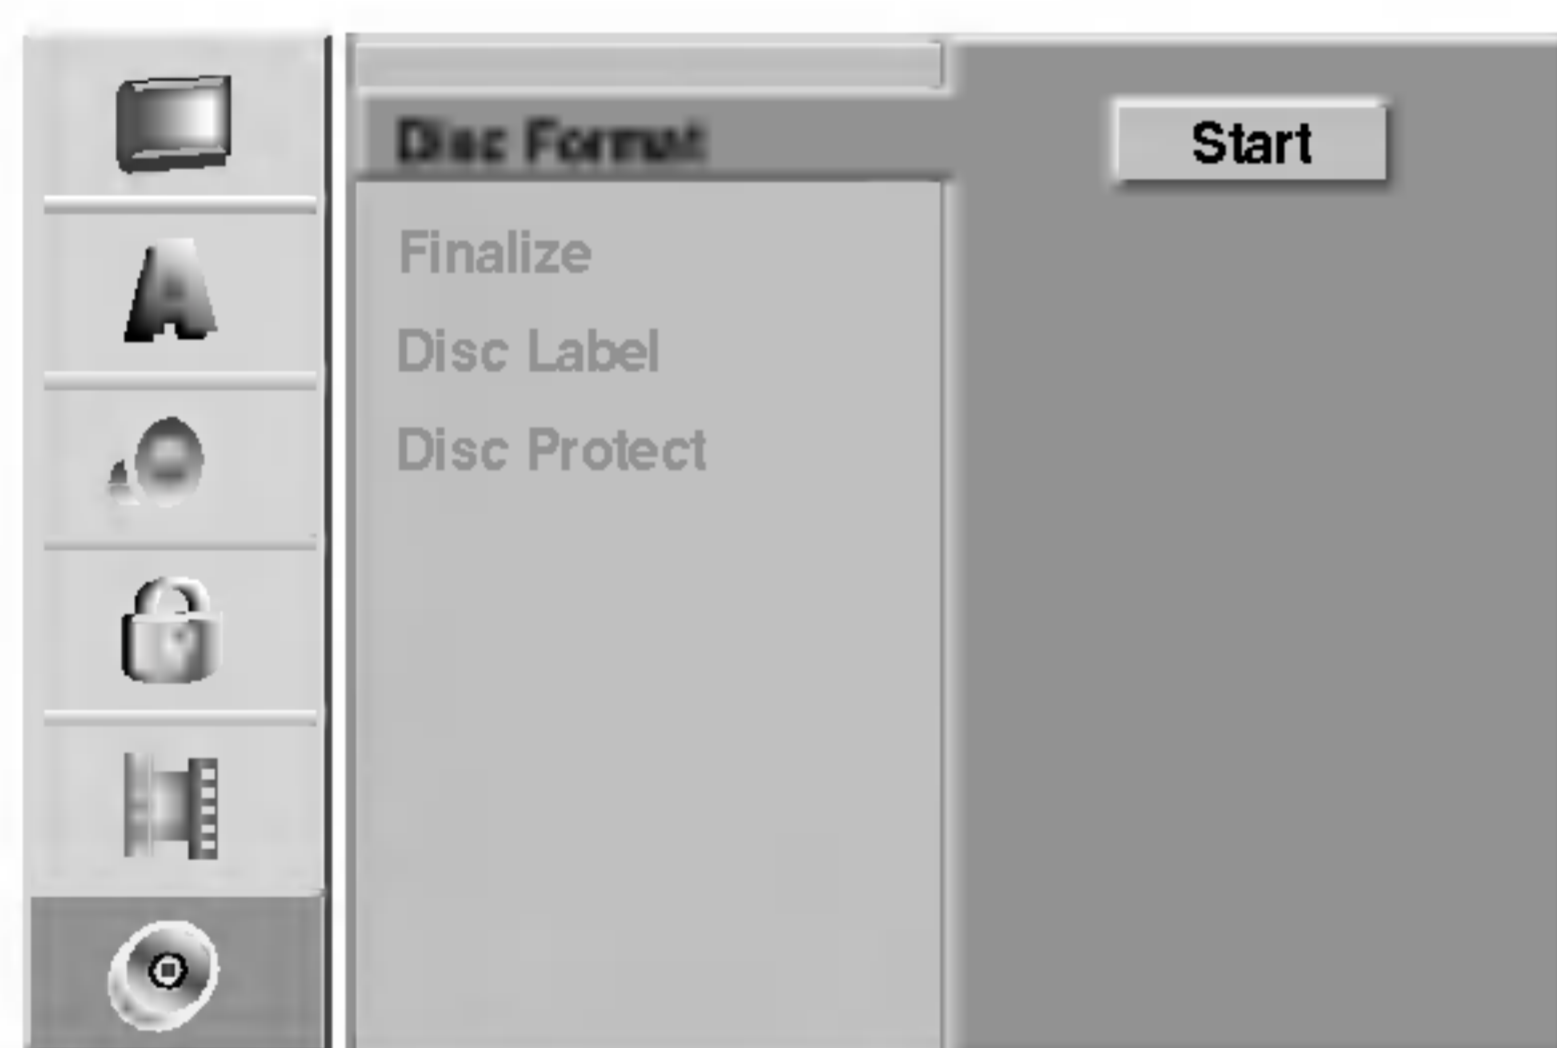 Disc Format
Start
Finalize
Disc Label
Disc Protect